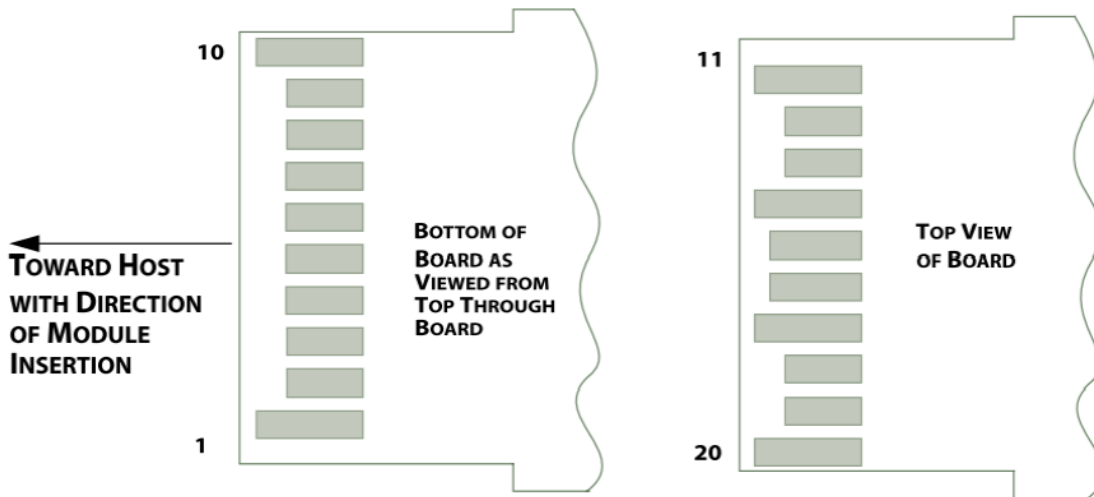 10
1
TOWARD HOST
WITH DIRECTION
OF MODULE
INSERTION
BOTTOM OF
BOARD AS
VIEWED FROM
TOP THROUGH
BOARD
11
20
TOP VIEW
OF BOARD